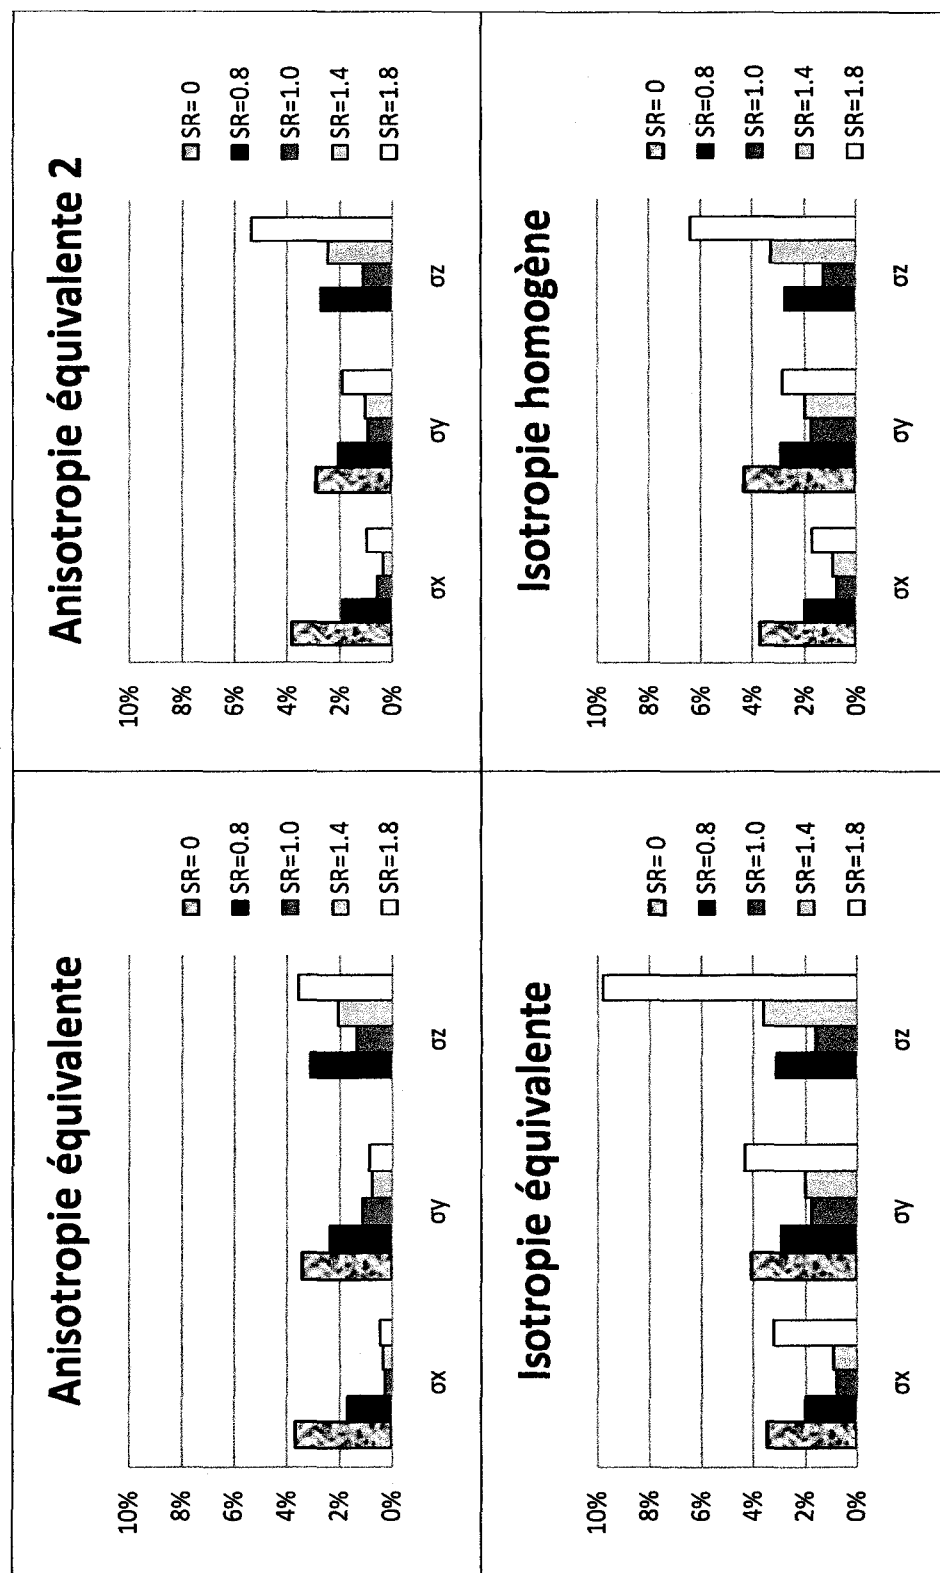 Anisotropie équivalente
10%
8%
6%
4%
2%
0%
σx
σy
σz
SR= 0
SR=0.8
SR=1.0
SR=1.4
SR=1.8
Anisotropie équivalente 2
10%
8%
6%
4%
2%
0%
σx
σy
σz
SR= 0
SR=0.8
SR=1.0
SR=1.4
SR=1.8
Isotropie équivalente
10%
8%
6%
4%
2%
0%
σx
σy
σz
SR= 0
SR=0.8
SR=1.0
SR=1.4
SR=1.8
Isotropie homogène
10%
8%
6%
4%
2%
0%
σx
σy
σz
SR= 0
SR=0.8
SR=1.0
SR=1.4
SR=1.8